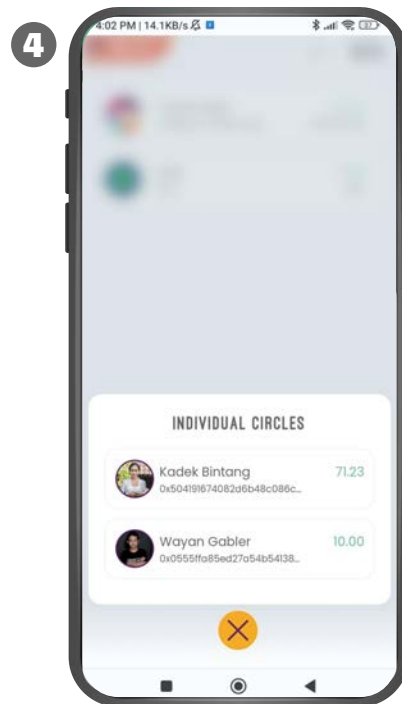 4
4:02 PM | 14.1KB/s
INDIVIDUAL CIRCLES
Kadek Bintang
71.23
0x504191674082d6b48c086c...
Wayan Gabler
10.00
0x0555ffa85ed27a54b54138...